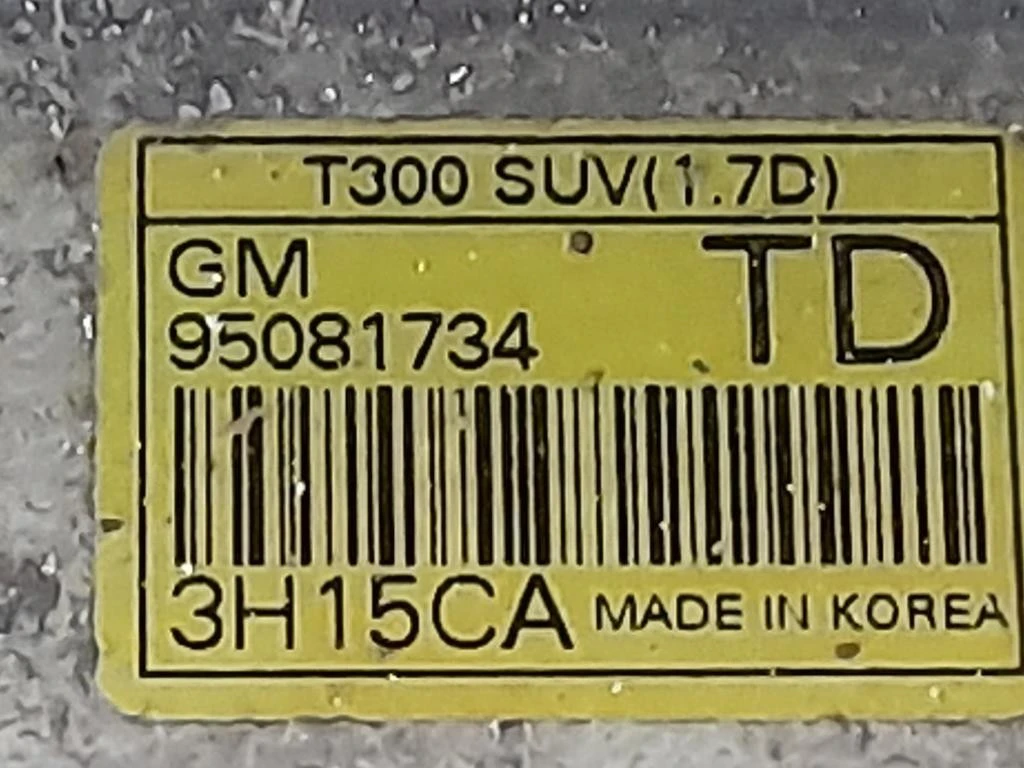 T300 SUV(1.7D)
GM
TD
95081734
3H15CA MADE IN KOREA